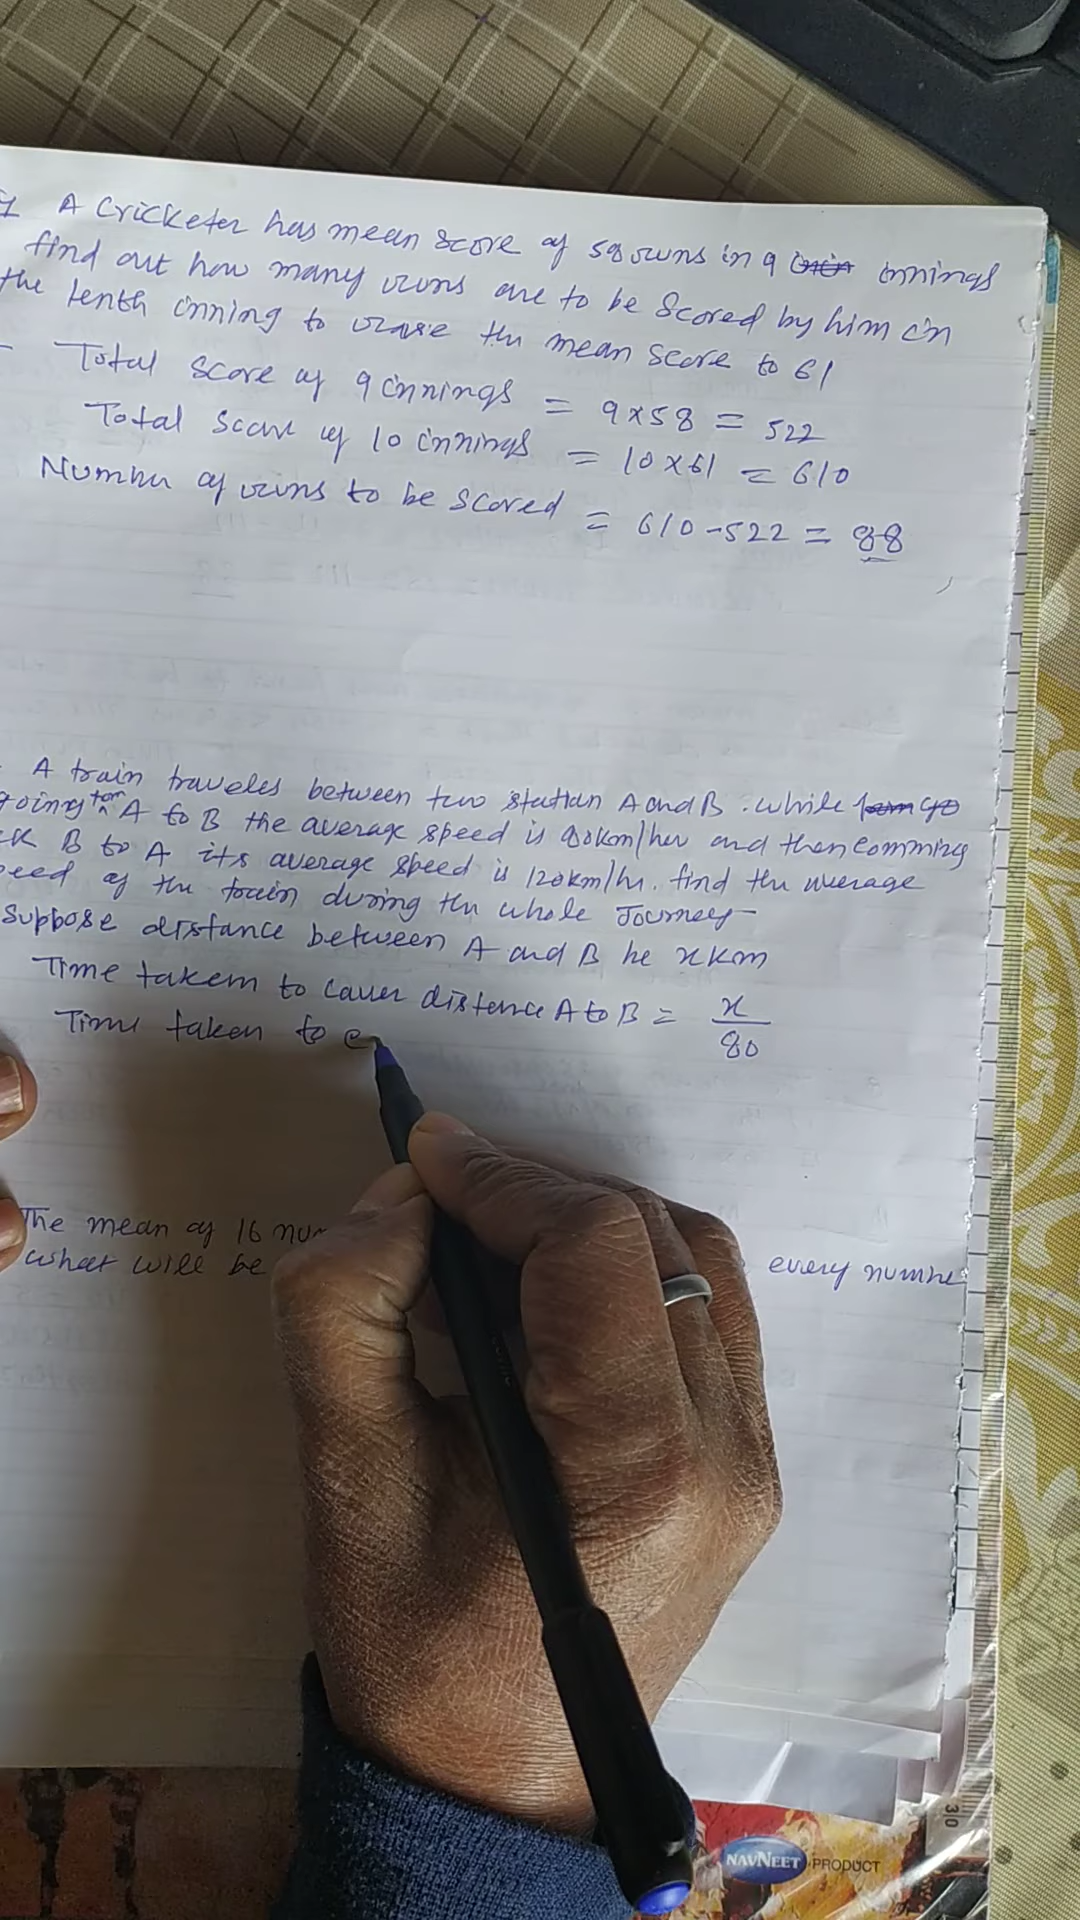 A Cricketer has mean score of 58 runs in 9 innings
find out how many runs are to be scored by him in
the tenth inning to raise the mean score to 61
Total Score of 9 innings = 9x58 = 522
Total Score of 10 innings = 10x61 = 610
Number of runs to be scored = 610-522 = 88
A train traveles between two station A and B. while
going from A to B the average speed is 80km/hr and then comming
B to A its average speed is 120km/hr. find the average
of the train during the whole Journey
Suppose distance between A and B be x km
Time taken to cover distance A to B = x/80
Time taken to c
The mean of 16 num
what will be every number
NAVNEET PRODUCT
30